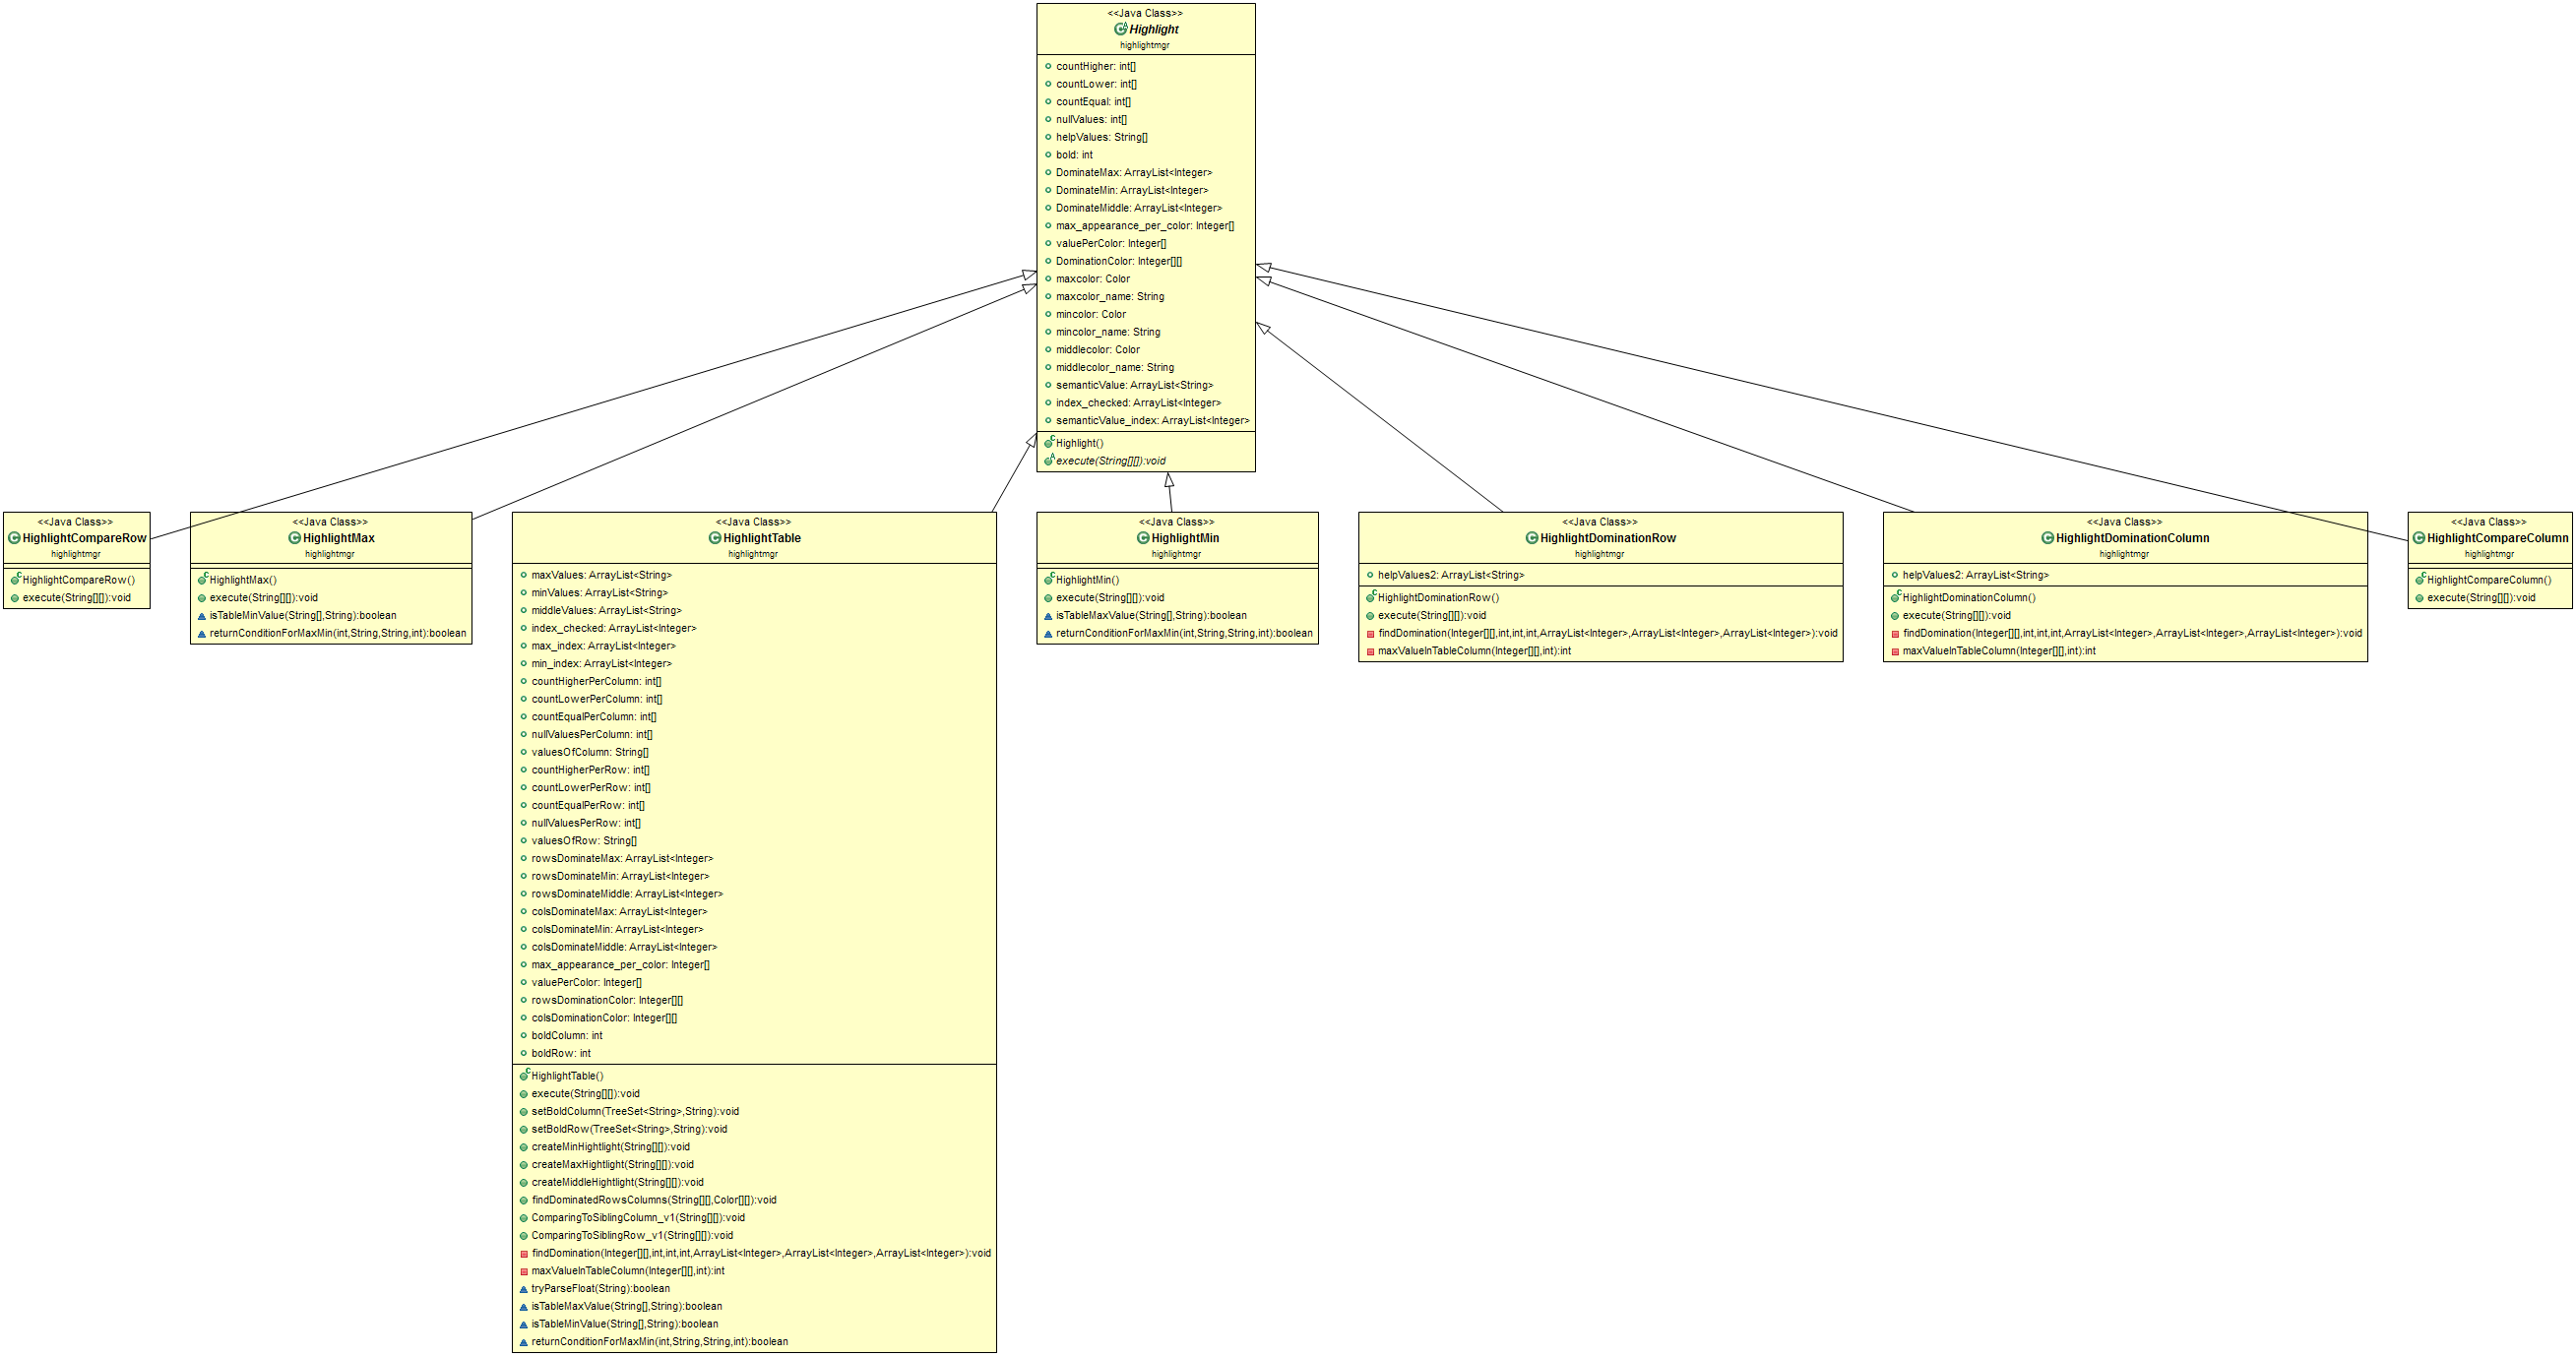 <<Java Class>>
Highlight
highlightmgr
countHigher: int[]
countLower: int[]
countEqual: int[]
nullValues: int[]
helpValues: String[]
bold: int
DominateMax: ArrayList<Integer>
DominateMin: ArrayList<Integer>
DominateMiddle: ArrayList<Integer>
max_appearance_per_color: Integer[]
valuePerColor: Integer[]
DominationColor: Integer[][]
maxcolor: Color
maxcolor_name: String
mincolor: Color
mincolor_name: String
middlecolor: Color
middlecolor_name: String
semanticValue: ArrayList<String>
index_checked: ArrayList<Integer>
semanticValue_index: ArrayList<Integer>
Highlight()
execute(String[][]):void
<<Java Class>>
HighlightCompareRow
highlightmgr
HighlightCompareRow()
execute(String[][]):void
<<Java Class>>
HighlightMax
highlightmgr
HighlightMax()
execute(String[][]):void
isTableMinValue(String[],String):boolean
returnConditionForMaxMin(int,String,String,int):boolean
<<Java Class>>
HighlightTable
highlightmgr
maxValues: ArrayList<String>
minValues: ArrayList<String>
middleValues: ArrayList<String>
index_checked: ArrayList<Integer>
max_index: ArrayList<Integer>
min_index: ArrayList<Integer>
countHigherPerColumn: int[]
countLowerPerColumn: int[]
countEqualPerColumn: int[]
nullValuesPerColumn: int[]
valuesOfColumn: String[]
countHigherPerRow: int[]
countLowerPerRow: int[]
countEqualPerRow: int[]
nullValuesPerRow: int[]
valuesOfRow: String[]
rowsDominateMax: ArrayList<Integer>
rowsDominateMin: ArrayList<Integer>
rowsDominateMiddle: ArrayList<Integer>
colsDominateMax: ArrayList<Integer>
colsDominateMin: ArrayList<Integer>
colsDominateMiddle: ArrayList<Integer>
max_appearance_per_color: Integer[]
valuePerColor: Integer[]
rowsDominationColor: Integer[][]
colsDominationColor: Integer[][]
boldColumn: int
boldRow: int
HighlightTable()
execute(String[][]):void
setBoldColumn(TreeSet<String>,String):void
setBoldRow(TreeSet<String>,String):void
createMinHightlight(String[][]):void
createMaxHightlight(String[][]):void
createMiddleHightlight(String[][]):void
findDominatedRowsColumns(String[][],Color[][]):void
ComparingToSiblingColumn_v1(String[][]):void
ComparingToSiblingRow_v1(String[][]):void
findDomination(Integer[][],int,int,int,ArrayList<Integer>,ArrayList<Integer>,ArrayList<Integer>):void
maxValueInTableColumn(Integer[][],int):int
tryParseFloat(String):boolean
isTableMaxValue(String[],String):boolean
isTableMinValue(String[],String):boolean
returnConditionForMaxMin(int,String,String,int):boolean
<<Java Class>>
HighlightMin
highlightmgr
HighlightMin()
execute(String[][]):void
isTableMaxValue(String[],String):boolean
returnConditionForMaxMin(int,String,String,int):boolean
<<Java Class>>
HighlightDominationRow
highlightmgr
helpValues2: ArrayList<String>
HighlightDominationRow()
execute(String[][]):void
findDomination(Integer[][],int,int,int,ArrayList<Integer>,ArrayList<Integer>,ArrayList<Integer>):void
maxValueInTableColumn(Integer[][],int):int
<<Java Class>>
HighlightDominationColumn
highlightmgr
helpValues2: ArrayList<String>
HighlightDominationColumn()
execute(String[][]):void
findDomination(Integer[][],int,int,int,ArrayList<Integer>,ArrayList<Integer>,ArrayList<Integer>):void
maxValueInTableColumn(Integer[][],int):int
<<Java Class>>
HighlightCompareColumn
highlightmgr
HighlightCompareColumn()
execute(String[][]):void